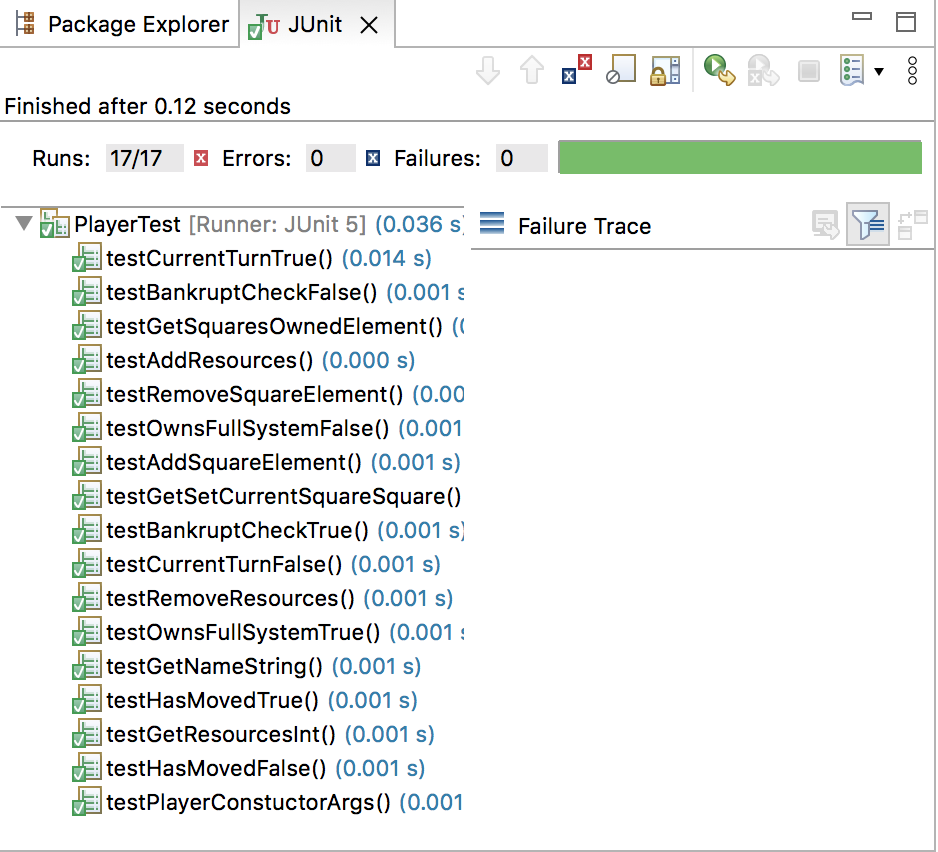 Package Explorer JUnit
Finished after 0.12 seconds
Runs: 17/17 Errors: 0 Failures: 0
PlayerTest [Runner: JUnit 5] (0.036 s)
Failure Trace
testCurrentTurnTrue() (0.014 s)
testBankruptCheckFalse() (0.001 s
testGetSquaresOwnedElement() (0
testAddResources() (0.000 s)
testRemoveSquareElement() (0.00
testOwnsFullSystemFalse() (0.001
testAddSquareElement() (0.001 s)
testGetSetCurrentSquareSquare()
testBankruptCheckTrue() (0.001 s)
testCurrentTurnFalse() (0.001 s)
testRemoveResources() (0.001 s)
testOwnsFullSystemTrue() (0.001 s
testGetNameString() (0.001 s)
testHasMovedTrue() (0.001 s)
testGetResourcesInt() (0.001 s)
testHasMovedFalse() (0.001 s)
testPlayerConstuctorArgs() (0.001